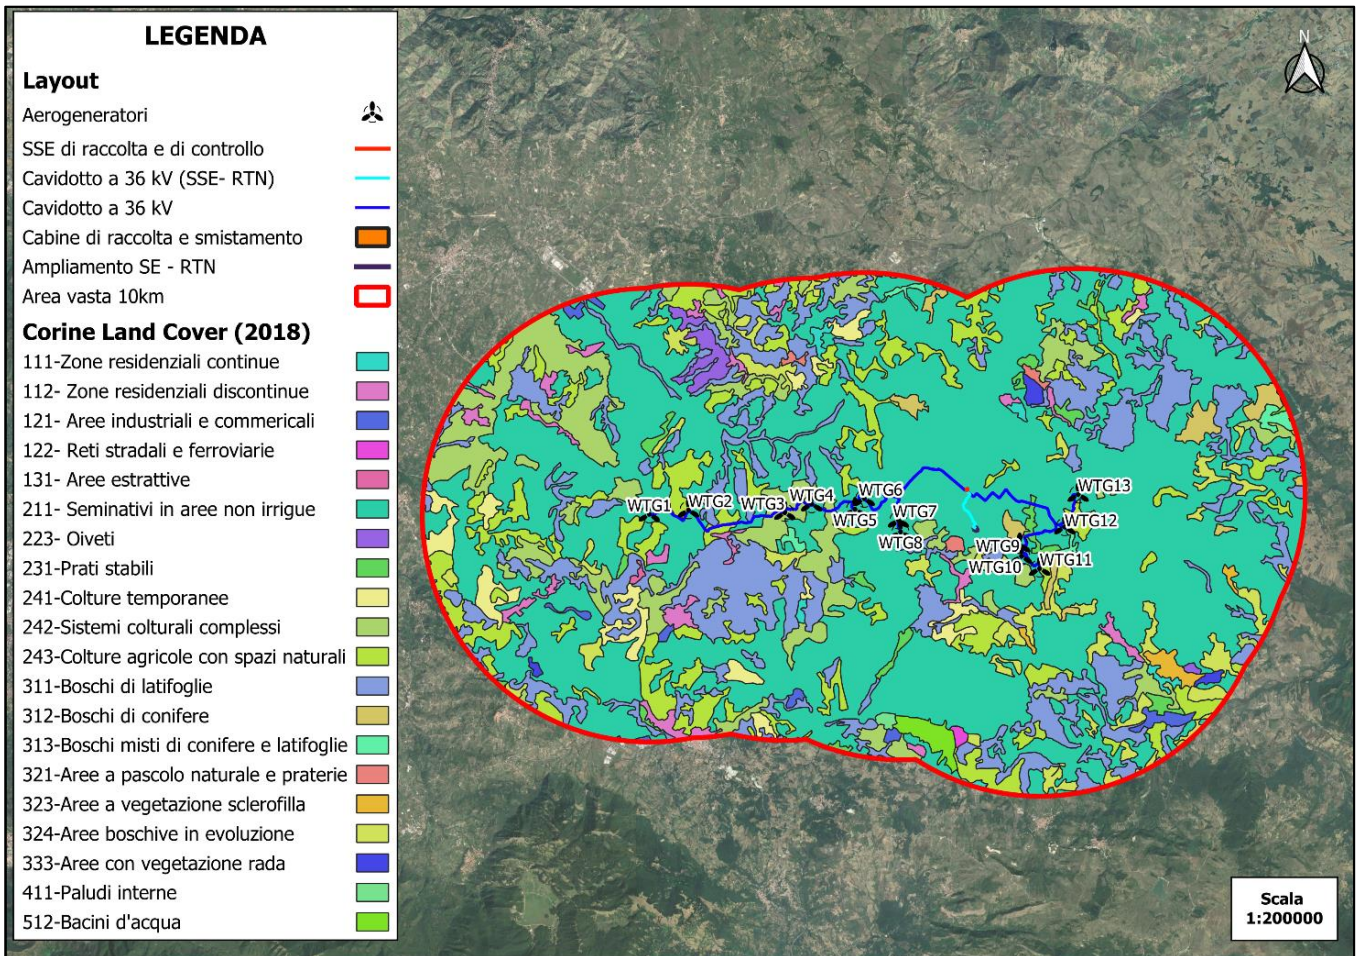 LEGENDA
Layout
Aerogeneratori
SSE di raccolta e di controllo
Cavidotto a 36 kV (SSE- RTN)
Cavidotto a 36 kV
Cabine di raccolta e smistamento
Ampliamento SE - RTN
Area vasta 10km
Corine Land Cover (2018)
111-Zone residenziali continue
112- Zone residenziali discontinue
121- Aree industriali e commericali
122- Reti stradali e ferroviarie
131- Aree estrattive
211- Seminativi in aree non irrigue
223- Oiveti
231-Prati stabili
241-Colture temporanee
242-Sistemi colturali complessi
243-Colture agricole con spazi naturali
311-Boschi di latifoglie
312-Boschi di conifere
313-Boschi misti di conifere e latifoglie
321-Aree a pascolo naturale e praterie
323-Aree a vegetazione sclerofilla
324-Aree boschive in evoluzione
333-Aree con vegetazione rada
411-Paludi interne
512-Bacini d'acqua
N
WTG1
WTG2
WTG3
WTG4
WTG5
WTG6
WTG7
WTG8
WTG9
WTG10
WTG11
WTG12
WTG13
Scala
1:200000